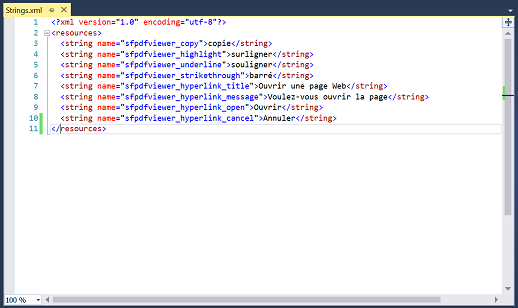 Strings.xml
1 <?xml version="1.0" encoding="utf-8"?>
2 <resources>
3 <string name="sfpdfviewer_copy">copie</string>
4 <string name="sfpdfviewer_highlight">surligner</string>
5 <string name="sfpdfviewer_underline">souligner</string>
6 <string name="sfpdfviewer_strikethrough">barré</string>
7 <string name="sfpdfviewer_hyperlink_title">Ouvrir une page Web</string>
8 <string name="sfpdfviewer_hyperlink_message">Voulez-vous ouvrir la page</string>
9 <string name="sfpdfviewer_hyperlink_open">Ouvrir</string>
10 <string name="sfpdfviewer_hyperlink_cancel">Annuler</string>
11 </resources>
100 %